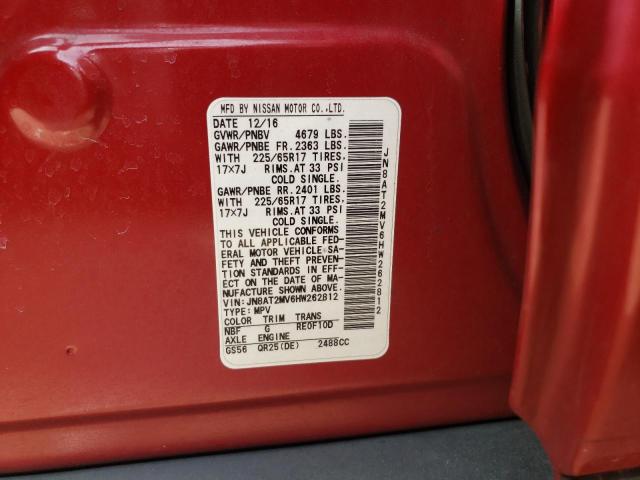 MFD BY NISSAN MOTOR CO.,LTD.
DATE 12/16
GVWR/PNBV 4679 LBS.
GAWR/PNBE FR. 2363 LBS.
WITH 225/65R17 TIRES.
17×7J RIMS.AT 33 PSI
COLD SINGLE.
GAWR/PNBE RR. 2401 LBS.
WITH 225/65R17 TIRES.
17×7J RIMS.AT 33 PSI
COLD SINGLE.
THIS VEHICLE CONFORMS
TO ALL APPLICABLE FED-
ERAL MOTOR VEHICLE SA-
FETY AND THEFT PREVEN-
TION STANDARDS IN EFF-
ECT ON THE DATE OF MA-
NUFACTURE SHOWN ABOVE.
VIN:JN8AT2MV6HW262812
TYPE:MPV
COLOR TRIM TRANS
NBF G RE0F10D
AXLE ENGINE
GS56 QR25(DE) 2488CC
JN8AT2MV6HW262812